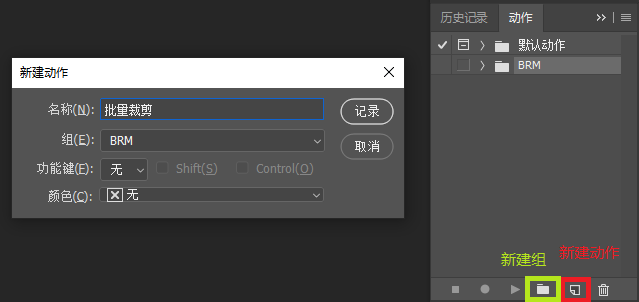 新建动作
名称(N):
批量裁剪
记录
组(E):
BRM
取消
功能键(F):
无
Shift(S)
Control(O)
颜色(C):
无
历史记录
动作
默认动作
BRM
新建组
新建动作